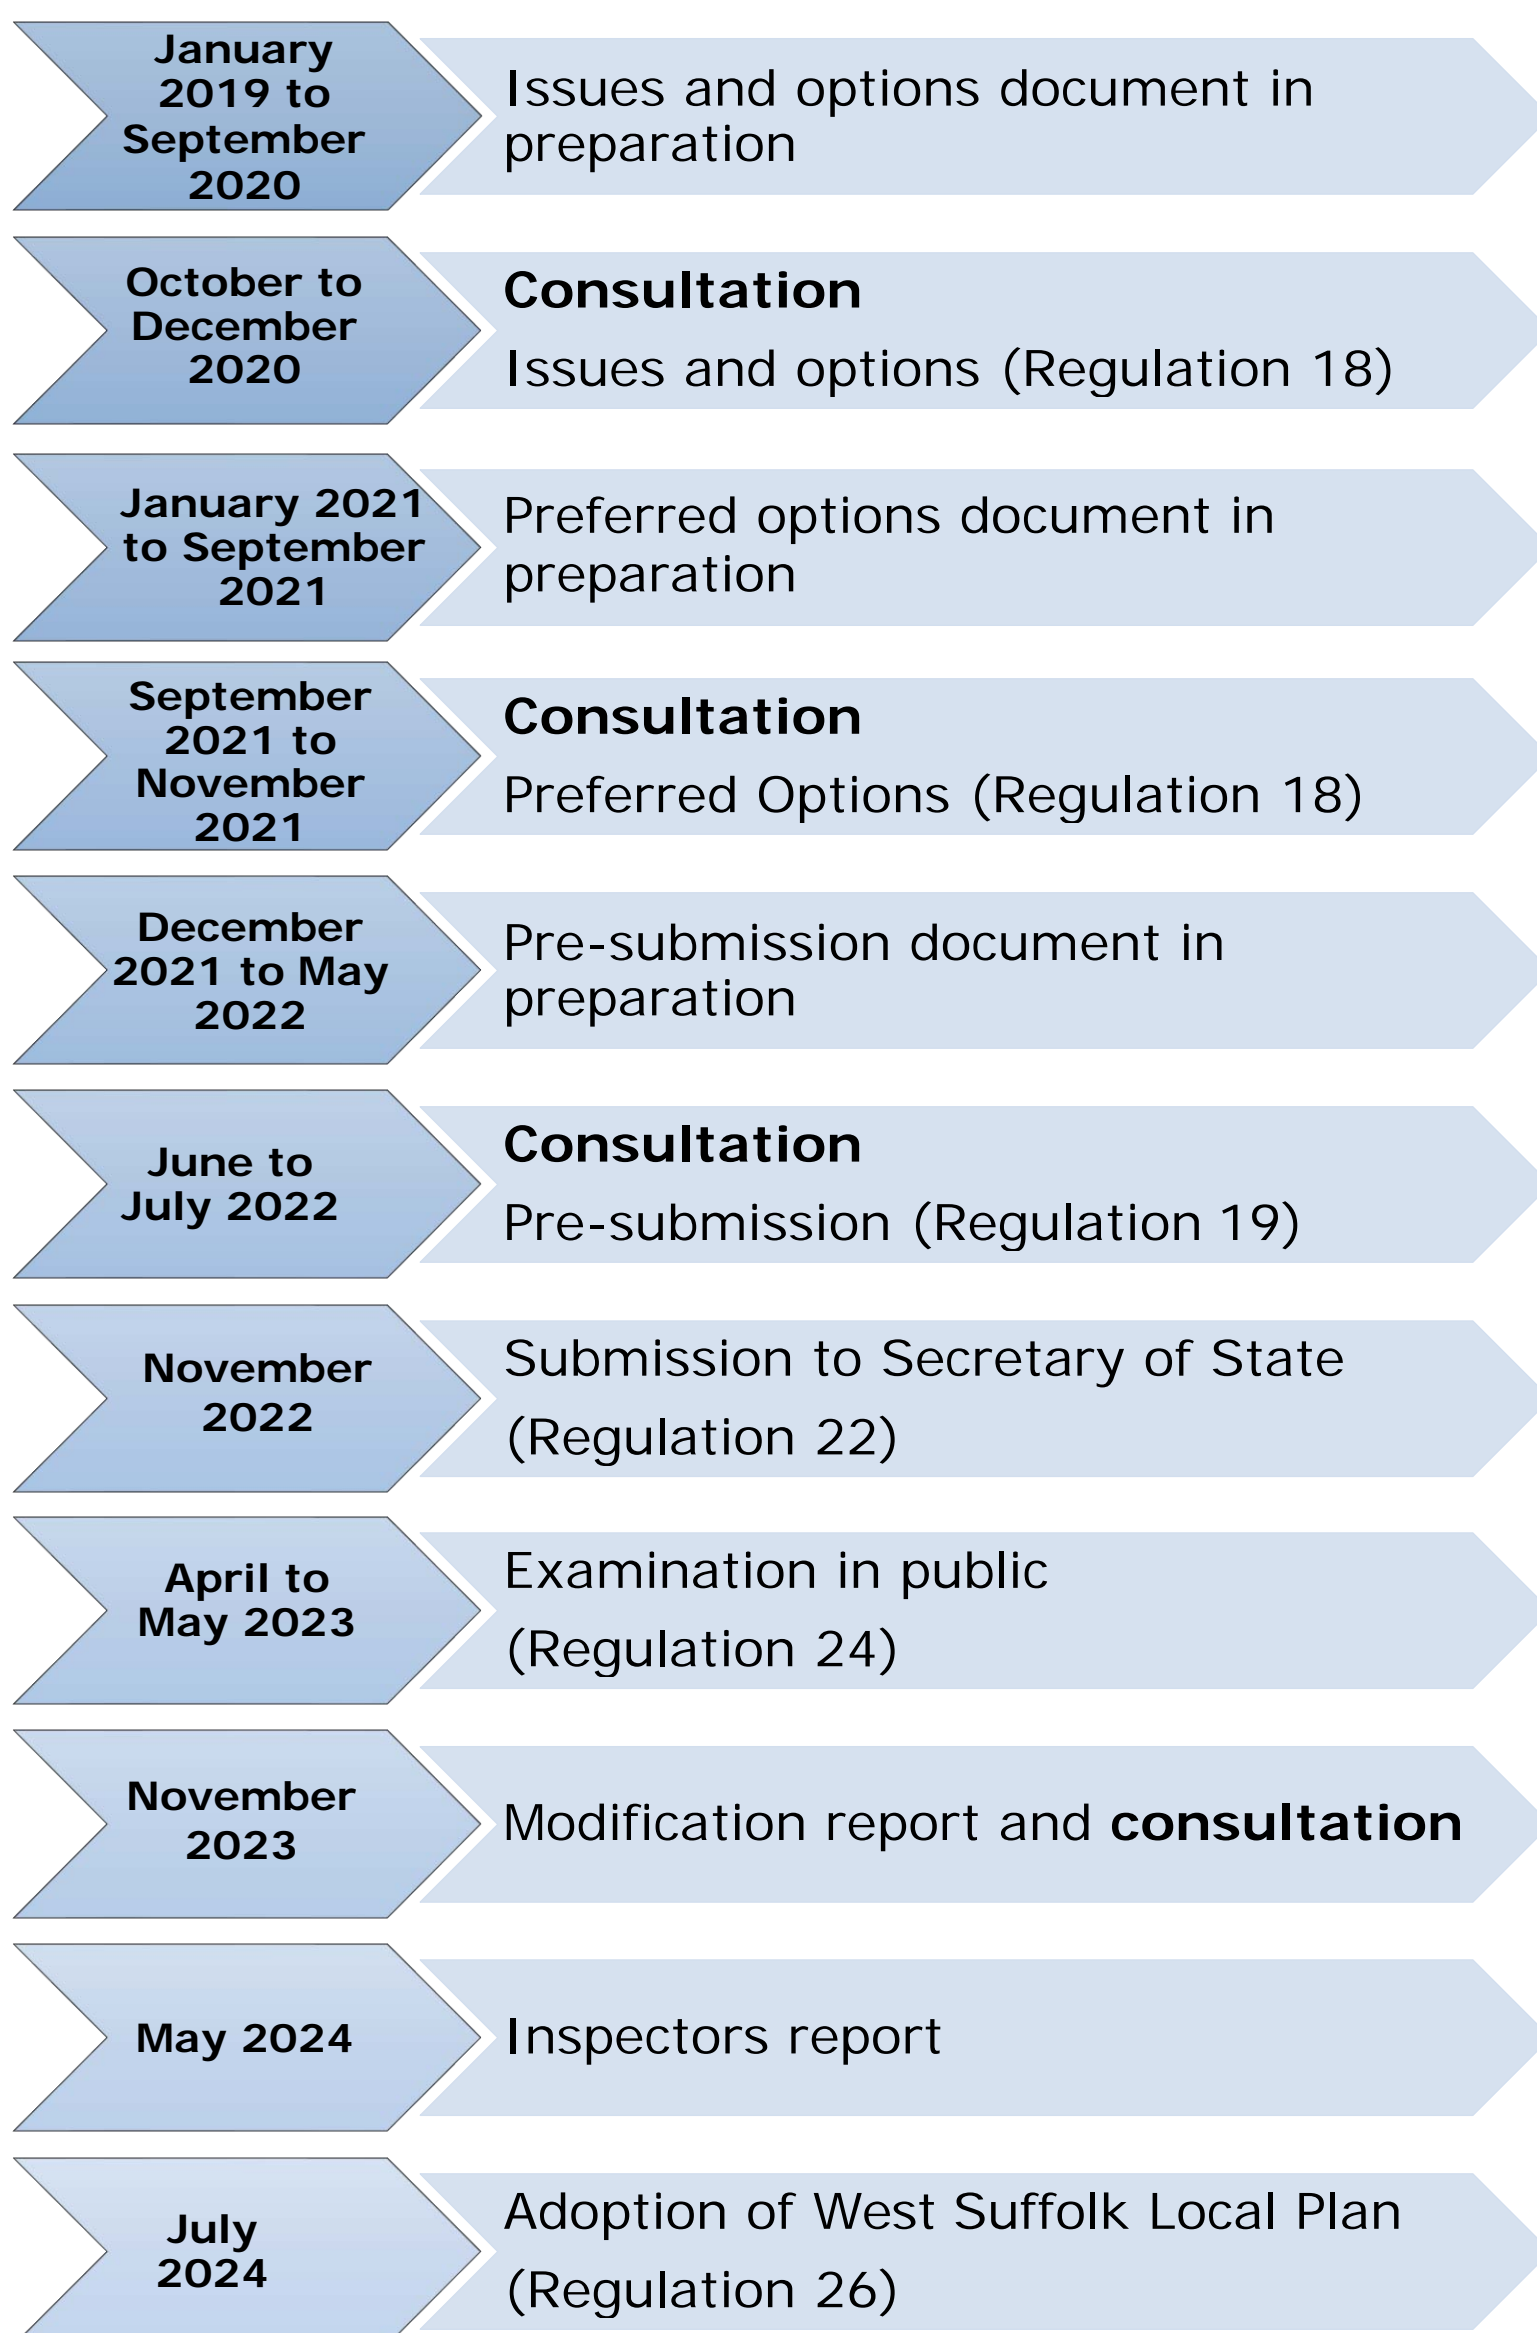 January
2019 to
September
2020
Issues and options document in
preparation
October to
December
2020
Consultation
Issues and options (Regulation 18)
January 2021
to September
2021
Preferred options document in
preparation
September
2021 to
November
2021
Consultation
Preferred Options (Regulation 18)
December
2021 to May
2022
Pre-submission document in
preparation
June to
July 2022
Consultation
Pre-submission (Regulation 19)
November
2022
Submission to Secretary of State
(Regulation 22)
April to
May 2023
Examination in public
(Regulation 24)
November
2023
Modification report and consultation
May 2024
Inspectors report
July
2024
Adoption of West Suffolk Local Plan
(Regulation 26)